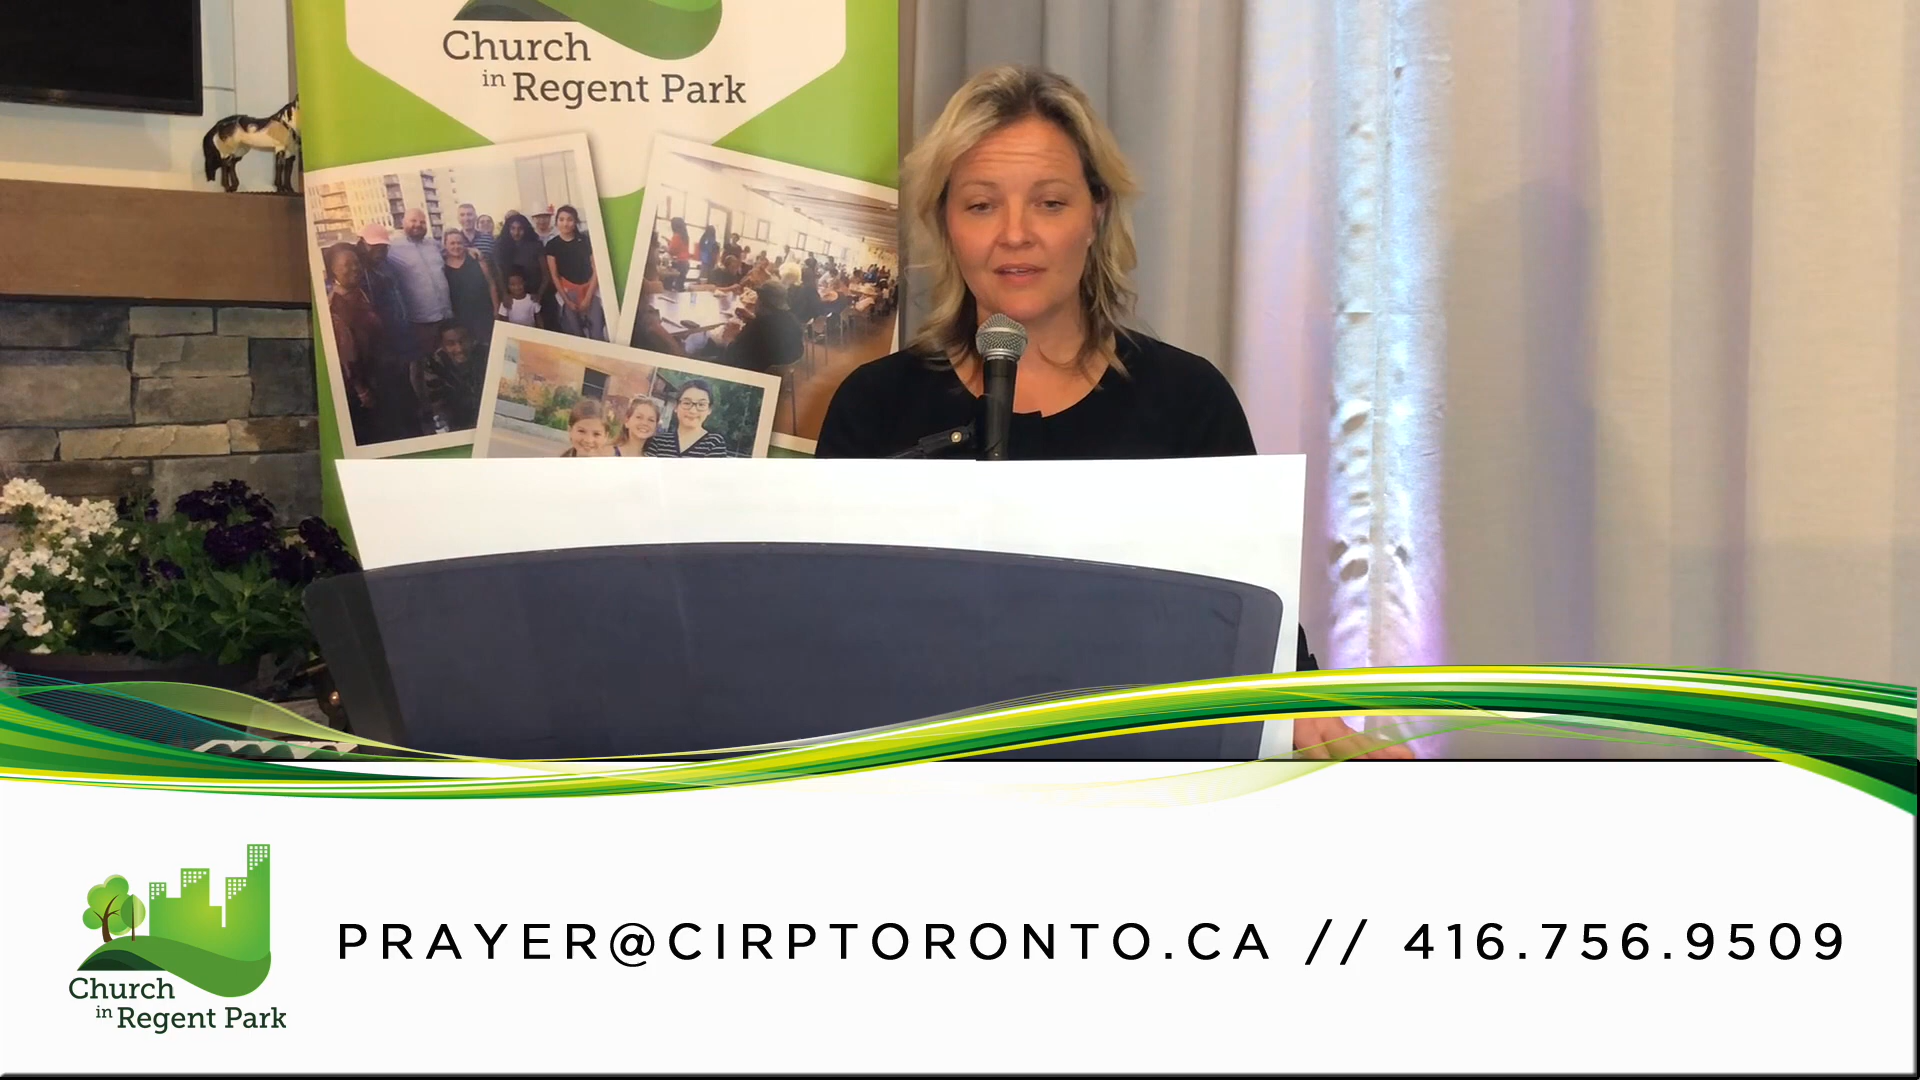 Church
in Regent Park
Church
in Regent Park
PRAYER@CIRPTORONTO.CA // 416.756.9509